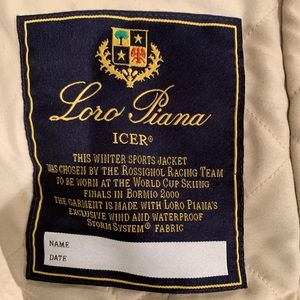 Loro Piana
ICER®
THIS WINTER SPORTS JACKET
WAS CHOSEN BY THE ROSSIGNOL RACING TEAM
TO BE WORN AT THE WORLD CUP SKIING
FINALS IN BORMIO 2000
THE GARMENT IS MADE WITH LORO PIANA'S
EXCLUSIVE WIND AND WATERPROOF
STORM SYSTEM® FABRIC
NAME
DATE